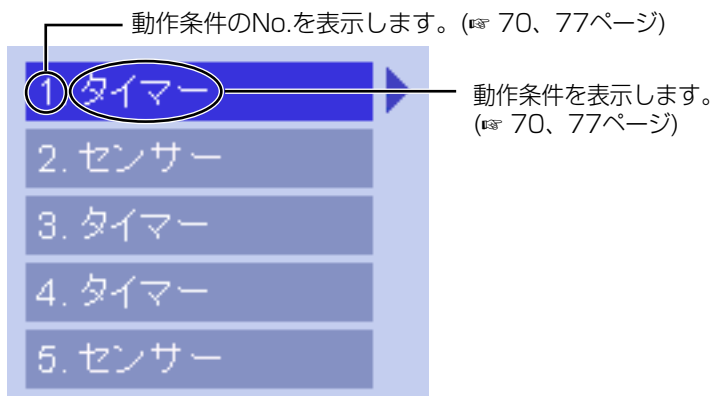 動作条件のNo.を表示します。(☞ 70、77ページ)
1. タイマー
動作条件を表示します。
(☞ 70、77ページ)
2. センサー
3. タイマー
4. タイマー
5. センサー